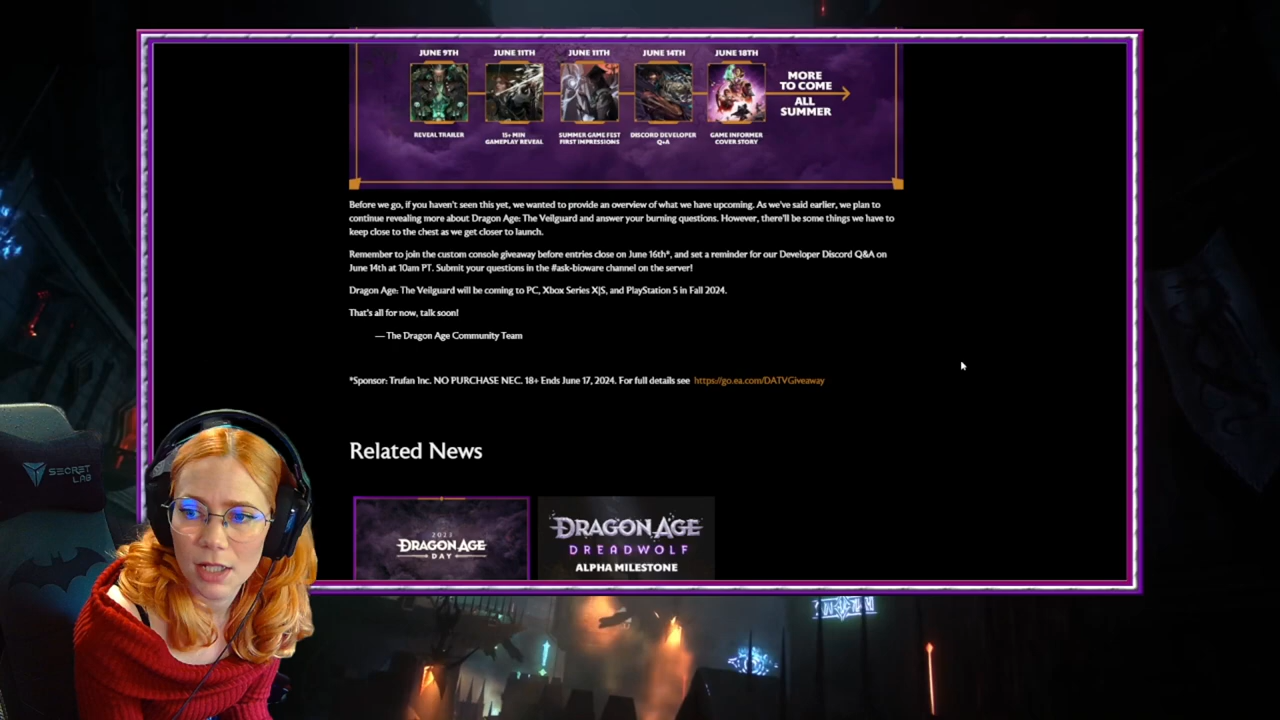 JUNE 9TH JUNE 11TH JUNE 11TH JUNE 14TH JUNE 18TH
MORE
TO COME
ALL
SUMMER
REVEAL TRAILER
15+ MIN
GAMEPLAY REVEAL
SUMMER GAME FEST
FIRST IMPRESSIONS
DISCORD DEVELOPER
Q+A
GAME INFORMER
COVER STORY
Before we go, if you haven't seen this yet, we wanted to provide an overview of what we have upcoming. As we've said earlier, we plan to
continue revealing more about Dragon Age: The Veilguard and answer your burning questions. However, there'll be some things we have to
keep close to the chest as we get closer to launch.
Remember to join the custom console giveaway before entries close on June 16th*, and set a reminder for our Developer Discord Q&A on
June 14th at 10am PT. Submit your questions in the #ask-bioware channel on the server!
Dragon Age: The Veilguard will be coming to PC, Xbox Series X|S, and PlayStation 5 in Fall 2024.
That's all for now, talk soon!
— The Dragon Age Community Team
*Sponsor: Trufan Inc. NO PURCHASE NEC. 18+ Ends June 17, 2024. For full details see https://go.ea.com/DATVGiveaway
Related News
2023
DRAGON AGE
DAY
DRAGON AGE
DREADWOLF
ALPHA MILESTONE
SECRET
LAB